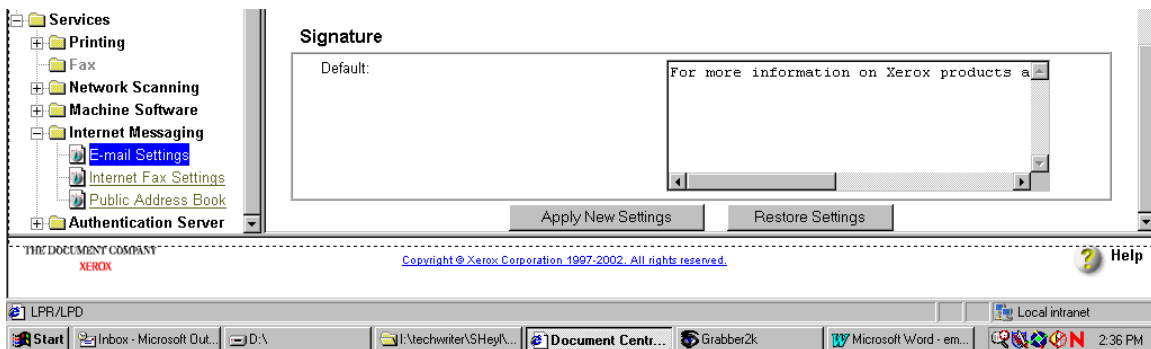 Services
Printing
Fax
Network Scanning
Machine Software
Internet Messaging
E-mail Settings
Internet Fax Settings
Public Address Book
Authentication Server
Signature
Default:
For more information on Xerox products a
Apply New Settings
Restore Settings
THE DOCUMENT COMPANY
XEROX
Copyright © Xerox Corporation 1997-2002. All rights reserved.
Help
LPR/LPD
Local intranet
Start
Inbox - Microsoft Out...
D:\
I:\techwriter\SHeyl\...
Document Centr...
Grabber2k
Microsoft Word - em...
N
2:36 PM